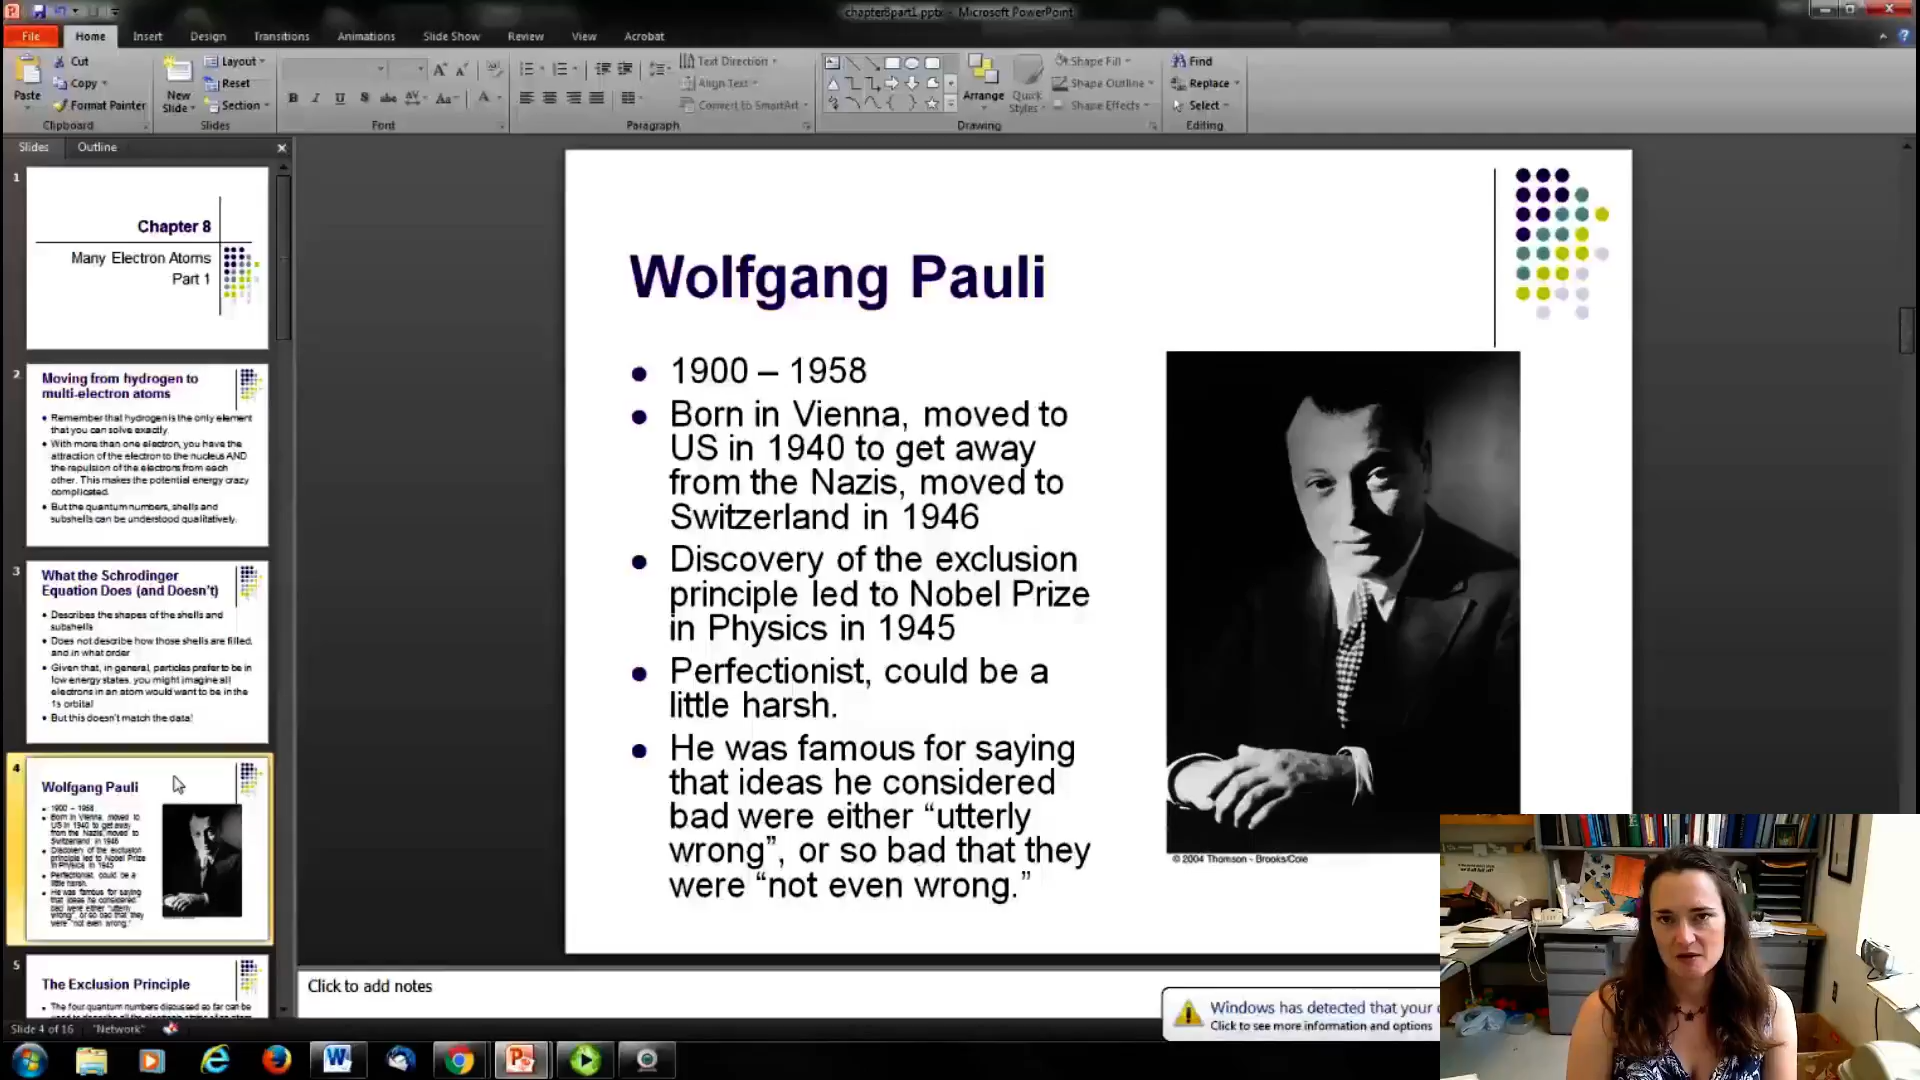 chapter8part1.pptx - Microsoft PowerPoint
File Home Insert Design Transitions Animations Slide Show Review View Acrobat
Paste
Cut
Copy
Format Painter
Clipboard
New Slide
Layout
Reset
Section
Slides
Font
Text Direction
Align Text
Convert to SmartArt
Paragraph
Arrange
Quick Styles
Shape Fill
Shape Outline
Shape Effects
Drawing
Find
Replace
Select
Editing
Slides Outline
1
Chapter 8
Many Electron Atoms
Part 1
2
Moving from hydrogen to
multi-electron atoms
Remember that hydrogen is the only element
that you can solve exactly.
With more than one electron, you have the
attraction of the electron to the nucleus AND
the repulsion of the electrons from each
other. This makes the potential energy crazy
complicated.
But the quantum numbers, shells and
subshells can be understood qualitatively.
3
What the Schrodinger
Equation Does (and Doesn't)
Describes the shapes of the shells and
subshells
Does not describe how those shells are filled,
and in what order
Given that, in general, particles prefer to be in
low energy states, you might imagine all
electrons in an atom would want to be in the
1s orbital
But this doesn't match the data!
4
Wolfgang Pauli
1900 – 1958
Born in Vienna, moved to
US in 1940 to get away
from the Nazis, moved to
Switzerland in 1946
Discovery of the exclusion
principle led to Nobel Prize
in Physics in 1945
Perfectionist, could be a
little harsh.
He was famous for saying
that ideas he considered
bad were either “utterly
wrong”, or so bad that they
were “not even wrong.”
5
The Exclusion Principle
The four quantum numbers discussed so far can be
Wolfgang Pauli
1900 – 1958
Born in Vienna, moved to
US in 1940 to get away
from the Nazis, moved to
Switzerland in 1946
Discovery of the exclusion
principle led to Nobel Prize
in Physics in 1945
Perfectionist, could be a
little harsh.
He was famous for saying
that ideas he considered
bad were either “utterly
wrong”, or so bad that they
were “not even wrong.”
© 2004 Thomson - Brooks/Cole
Click to add notes
Windows has detected that your
Click to see more information and options
Slide 4 of 16 "Network"